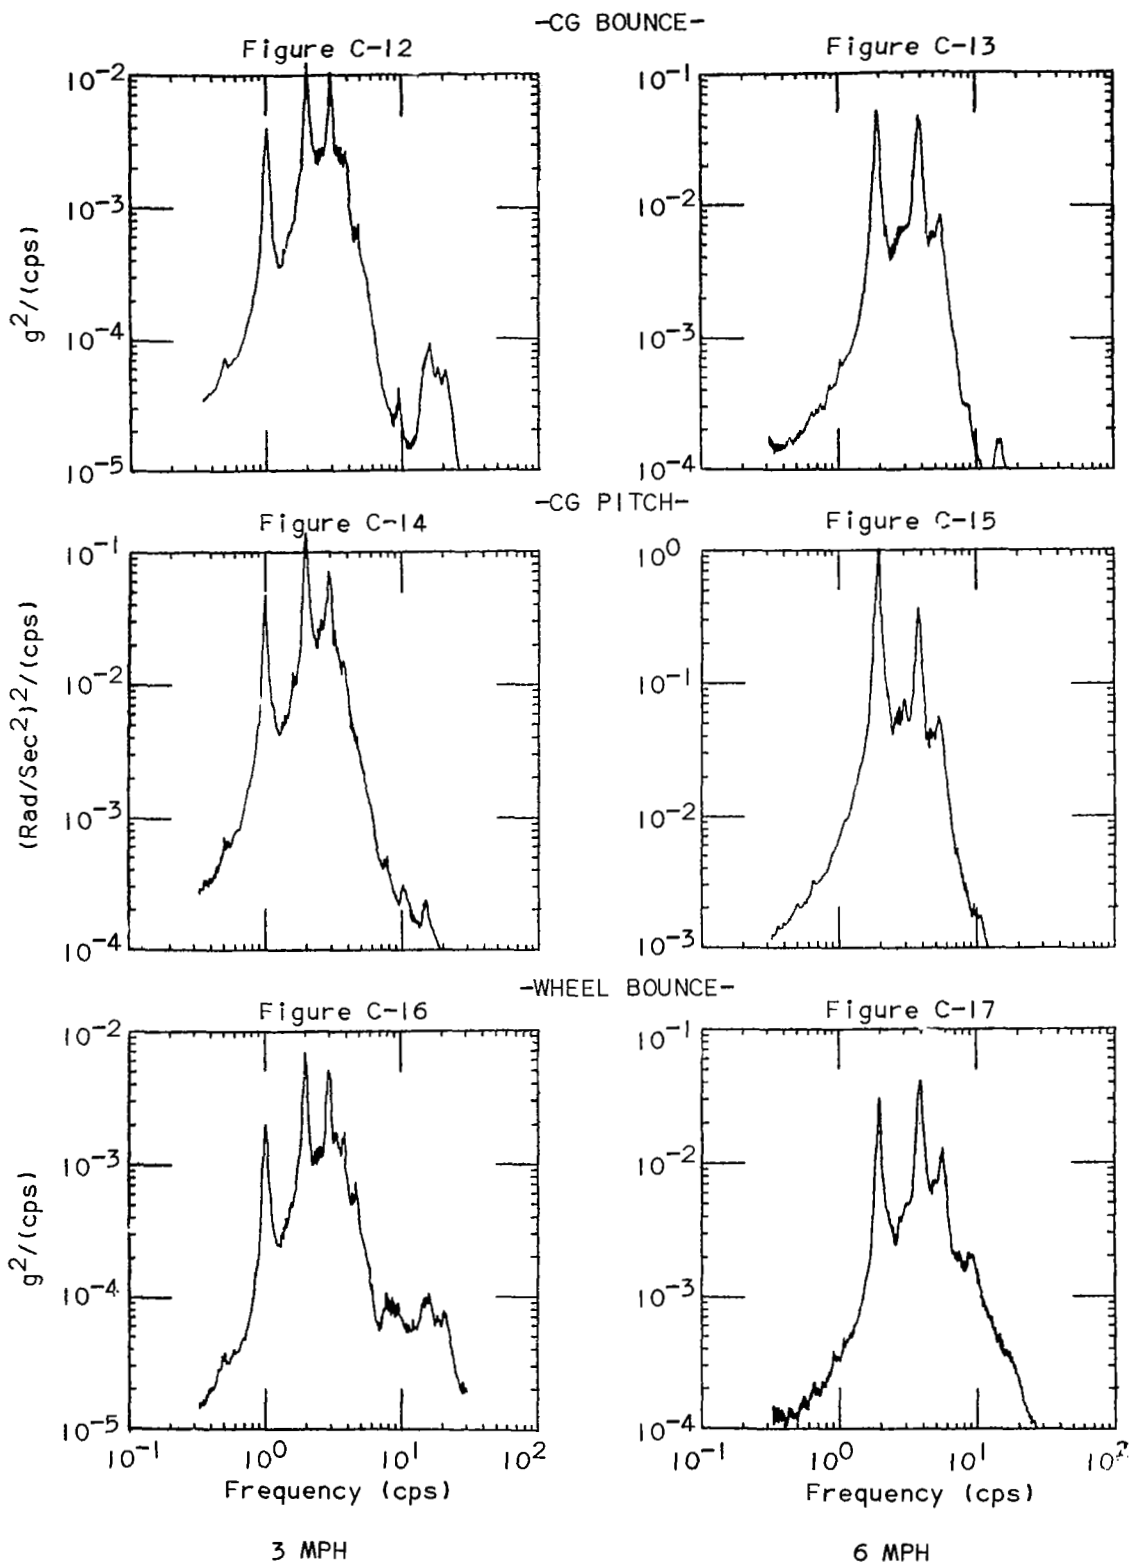 -CG BOUNCE-
Figure C-12
Figure C-13
10^-2
10^-3
10^-4
10^-5
g^2/(cps)
10^-1
10^-2
10^-3
10^-4
-CG PITCH-
Figure C-14
Figure C-15
10^-1
10^-2
10^-3
10^-4
(Rad/Sec^2)^2/(cps)
10^0
10^-1
10^-2
10^-3
-WHEEL BOUNCE-
Figure C-16
Figure C-17
10^-2
10^-3
10^-4
10^-5
g^2/(cps)
10^-1
10^-2
10^-3
10^-4
10^-1 10^0 10^1 10^2
10^-1 10^0 10^1 10^2
Frequency (cps)
Frequency (cps)
3 MPH
6 MPH